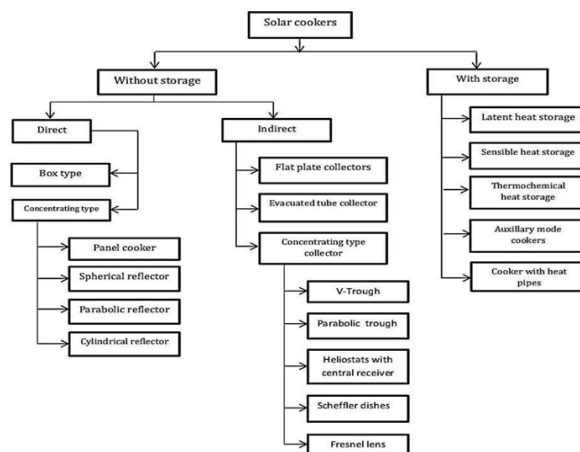 Solar cookers
Without storage
With storage
Direct
Indirect
Box type
Concentrating type
Panel cooker
Spherical reflector
Parabolic reflector
Cylindrical reflector
Flat plate collectors
Evacuated tube collector
Concentrating type
collector
V-Trough
Parabolic trough
Heliostats with
central receiver
Scheffler dishes
Fresnel lens
Latent heat storage
Sensible heat storage
Thermochemical
heat storage
Auxillary mode
cookers
Cooker with heat
pipes